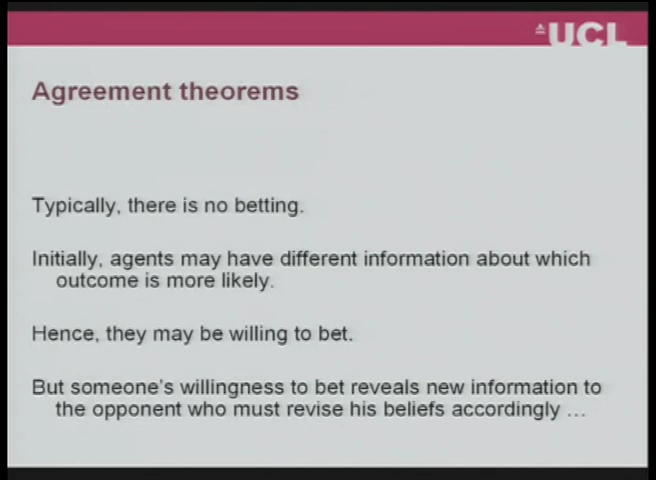 UCL
Agreement theorems
Typically, there is no betting.
Initially, agents may have different information about which
outcome is more likely.
Hence, they may be willing to bet.
But someone's willingness to bet reveals new information to
the opponent who must revise his beliefs accordingly ...